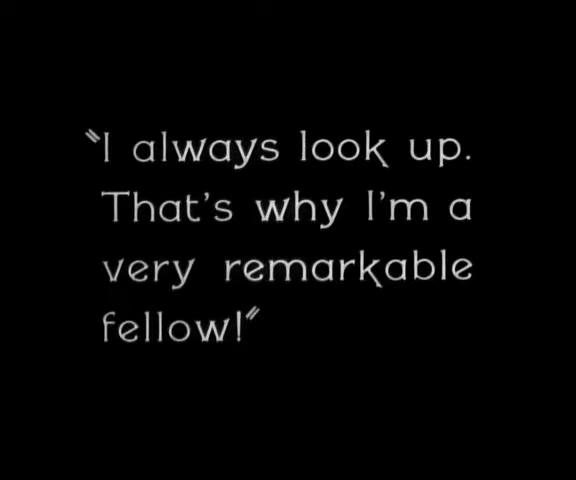 "I always look up.
That's why I'm a
very remarkable
fellow!"